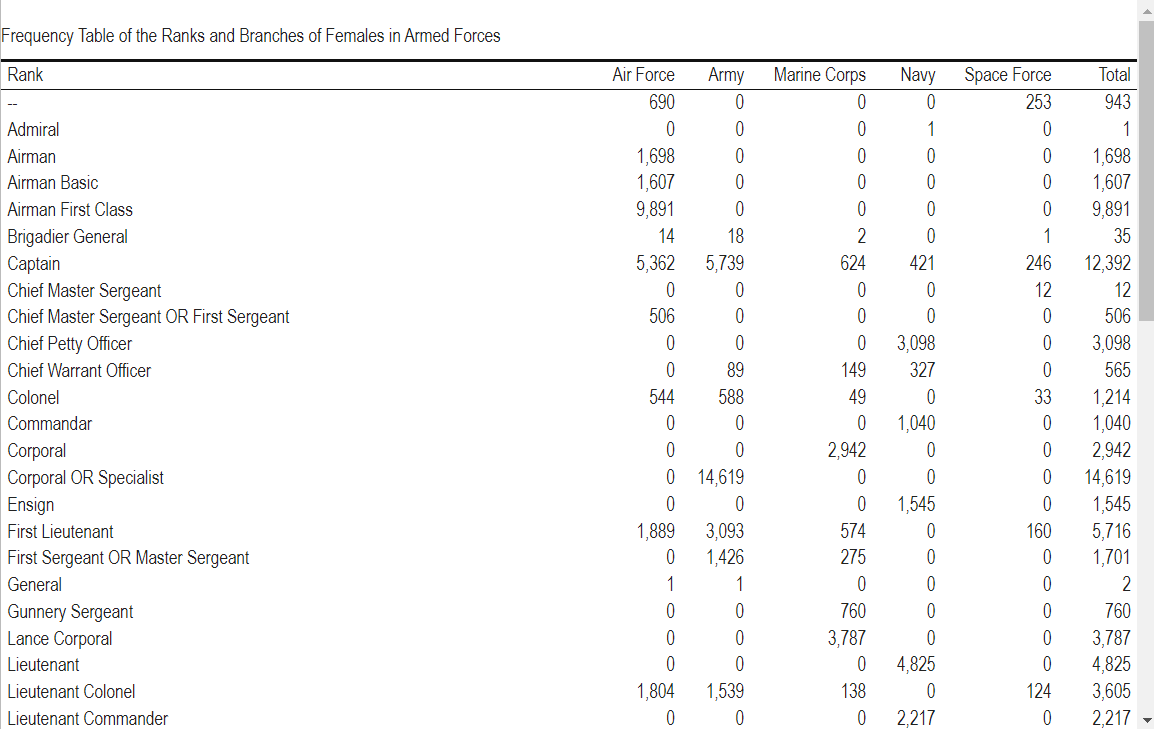 Frequency Table of the Ranks and Branches of Females in Armed Forces
Rank Air Force Army Marine Corps Navy Space Force Total
-- 690 0 0 0 253 943
Admiral 0 0 0 1 0 1
Airman 1,698 0 0 0 0 1,698
Airman Basic 1,607 0 0 0 0 1,607
Airman First Class 9,891 0 0 0 0 9,891
Brigadier General 14 18 2 0 1 35
Captain 5,362 5,739 624 421 246 12,392
Chief Master Sergeant 0 0 0 0 12 12
Chief Master Sergeant OR First Sergeant 506 0 0 0 0 506
Chief Petty Officer 0 0 0 3,098 0 3,098
Chief Warrant Officer 0 89 149 327 0 565
Colonel 544 588 49 0 33 1,214
Commandar 0 0 0 1,040 0 1,040
Corporal 0 0 2,942 0 0 2,942
Corporal OR Specialist 0 14,619 0 0 0 14,619
Ensign 0 0 0 1,545 0 1,545
First Lieutenant 1,889 3,093 574 0 160 5,716
First Sergeant OR Master Sergeant 0 1,426 275 0 0 1,701
General 1 1 0 0 0 2
Gunnery Sergeant 0 0 760 0 0 760
Lance Corporal 0 0 3,787 0 0 3,787
Lieutenant 0 0 0 4,825 0 4,825
Lieutenant Colonel 1,804 1,539 138 0 124 3,605
Lieutenant Commander 0 0 0 2,217 0 2,217